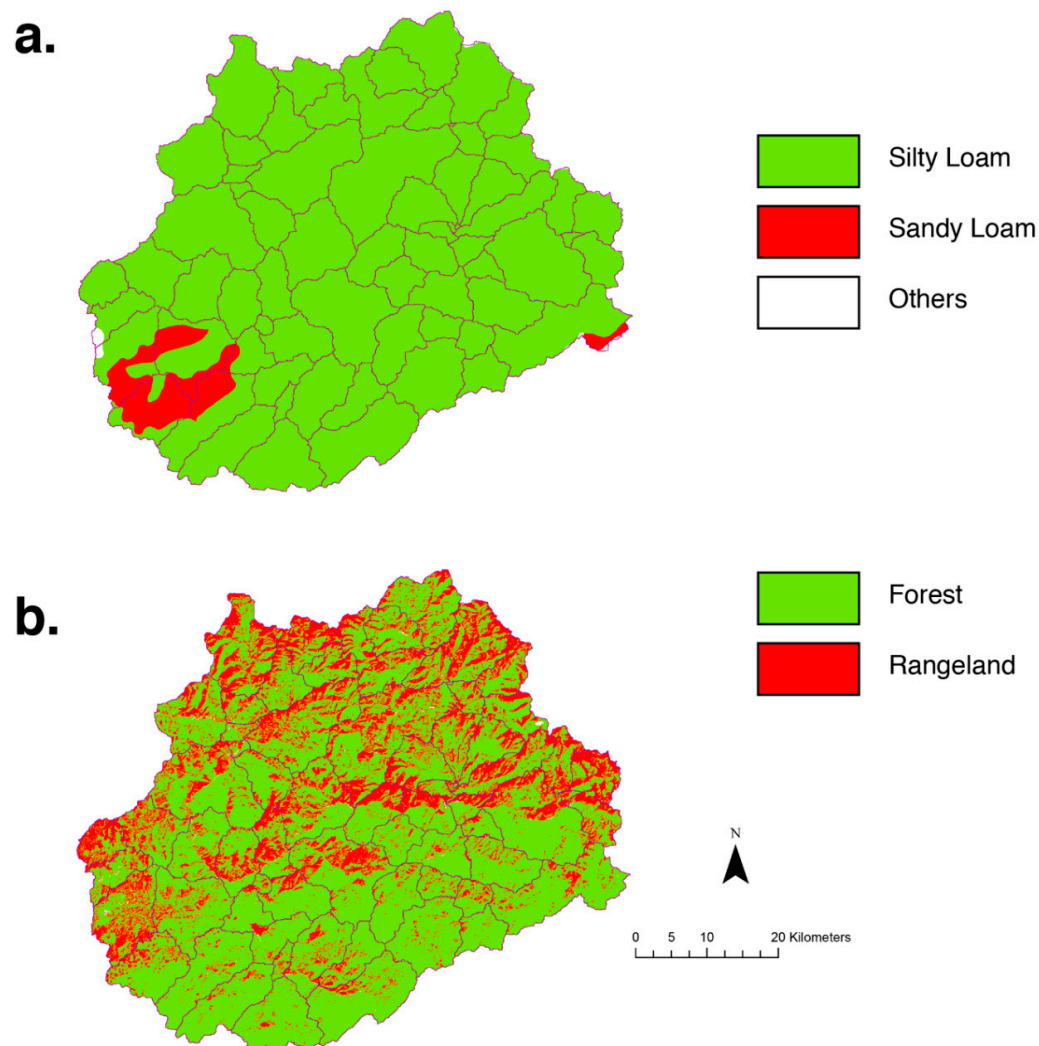 a.
Silty Loam
Sandy Loam
Others
b.
Forest
Rangeland
N
0 5 10 20 Kilometers